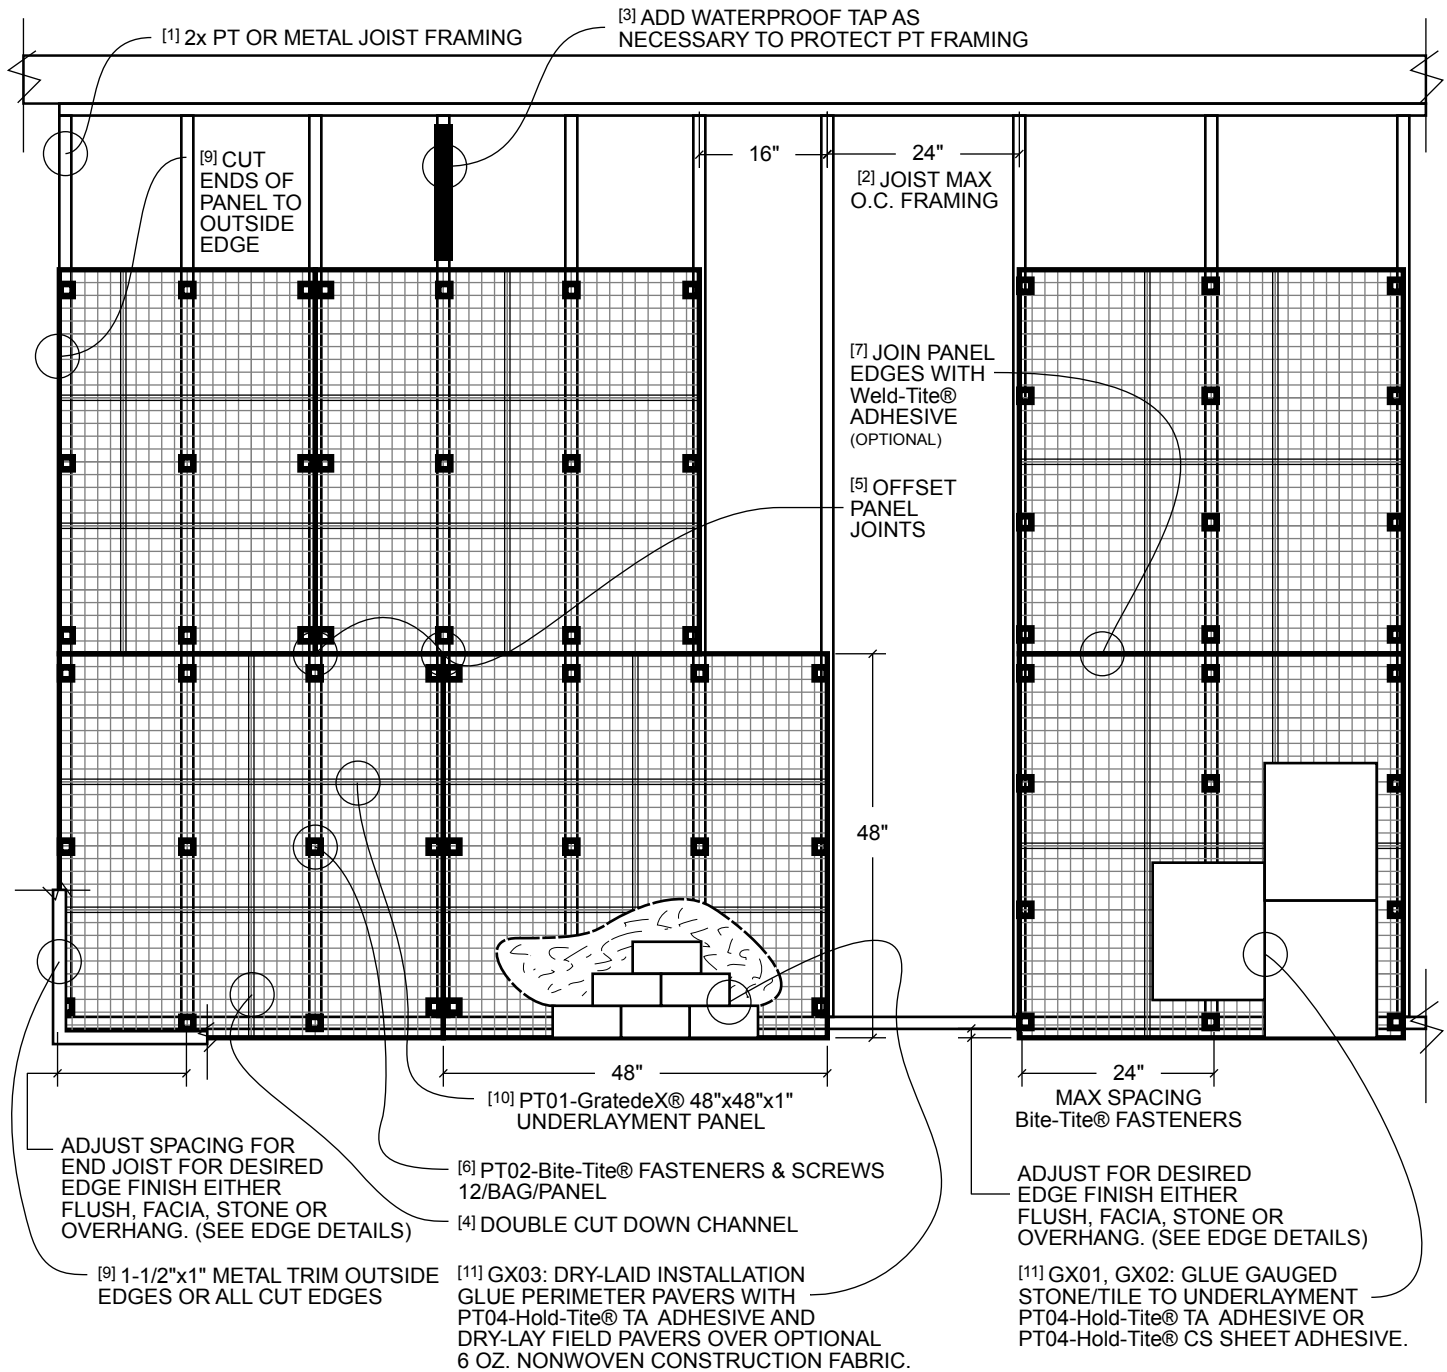 [1] 2x PT OR METAL JOIST FRAMING
[3] ADD WATERPROOF TAP AS
NECESSARY TO PROTECT PT FRAMING
[9] CUT
ENDS OF
PANEL TO
OUTSIDE
EDGE
16"
24"
[2] JOIST MAX
O.C. FRAMING
[7] JOIN PANEL
EDGES WITH
Weld-Tite®
ADHESIVE
(OPTIONAL)
[5] OFFSET
PANEL
JOINTS
48"
48"
24"
MAX SPACING
Bite-Tite® FASTENERS
[10] PT01-GratedeX® 48"x48"x1"
UNDERLAYMENT PANEL
ADJUST SPACING FOR
END JOIST FOR DESIRED
EDGE FINISH EITHER
FLUSH, FACIA, STONE OR
OVERHANG. (SEE EDGE DETAILS)
[6] PT02-Bite-Tite® FASTENERS & SCREWS
12/BAG/PANEL
[4] DOUBLE CUT DOWN CHANNEL
ADJUST FOR DESIRED
EDGE FINISH EITHER
FLUSH, FACIA, STONE OR
OVERHANG. (SEE EDGE DETAILS)
[9] 1-1/2"x1" METAL TRIM OUTSIDE
EDGES OR ALL CUT EDGES
[11] GX03: DRY-LAID INSTALLATION
GLUE PERIMETER PAVERS WITH
PT04-Hold-Tite® TA ADHESIVE AND
DRY-LAY FIELD PAVERS OVER OPTIONAL
6 OZ. NONWOVEN CONSTRUCTION FABRIC.
[11] GX01, GX02: GLUE GAUGED
STONE/TILE TO UNDERLAYMENT
PT04-Hold-Tite® TA ADHESIVE OR
PT04-Hold-Tite® CS SHEET ADHESIVE.